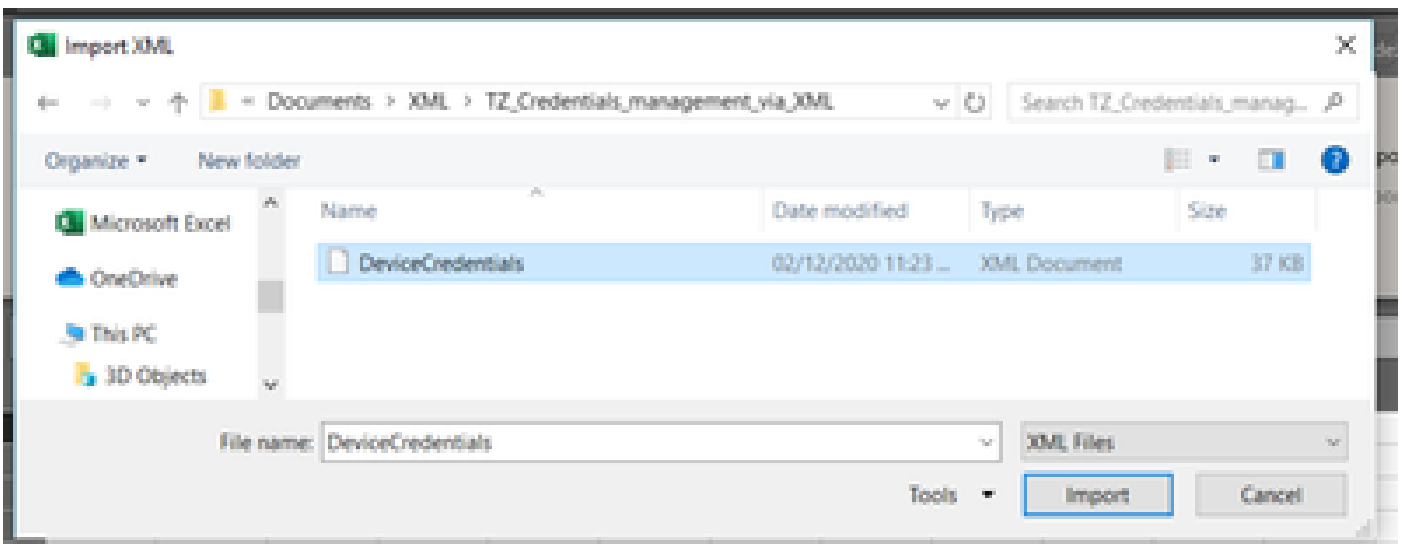 Import XML
« Documents > XML > TZ_Credentials_management_via_XML Search TZ_Credentials_manag...
Organize New folder
Name Date modified Type Size
Microsoft Excel
DeviceCredentials 02/12/2020 11:23 ... XML Document 37 KB
OneDrive
This PC
3D Objects
File name: DeviceCredentials XML Files
Tools Import Cancel